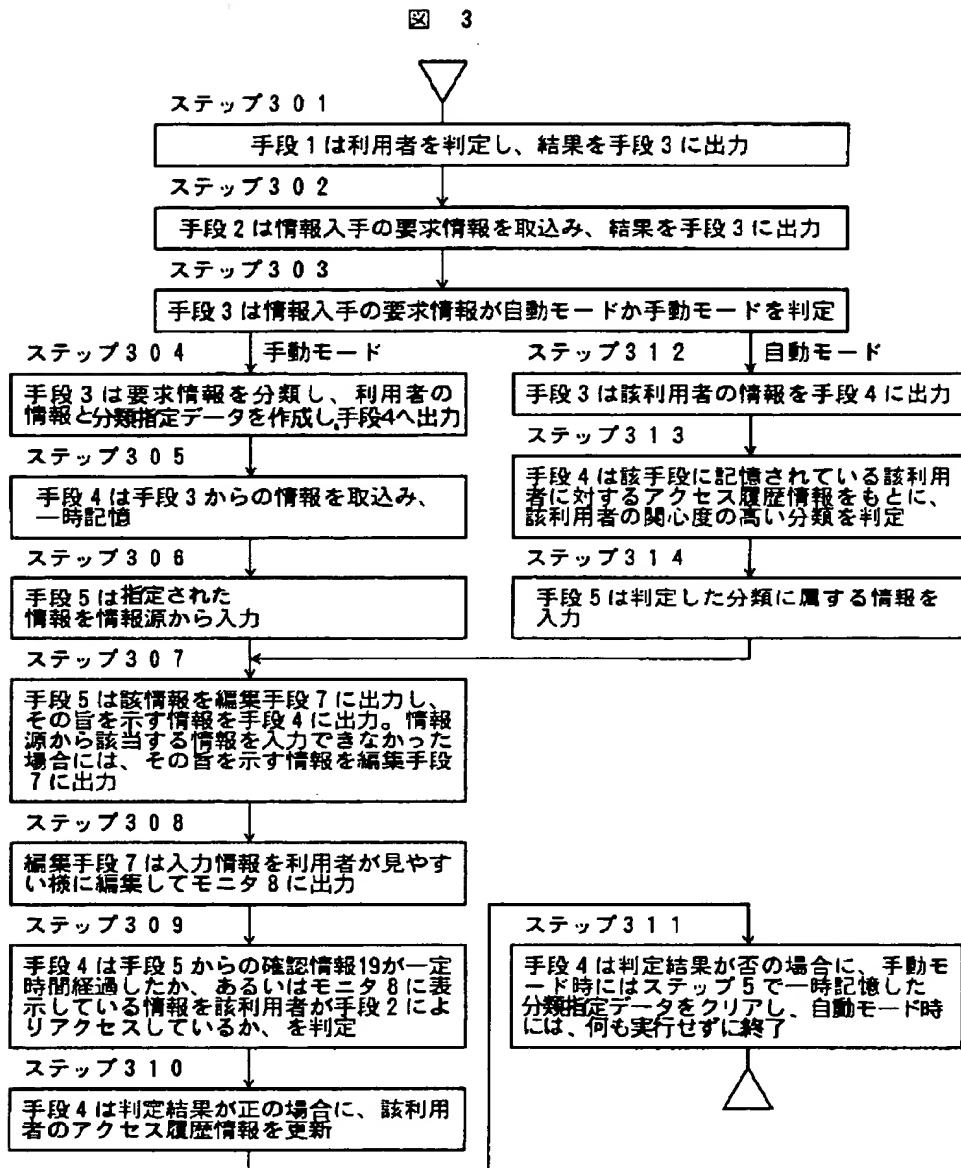 図 3
ステップ301
手段1は利用者を判定し、結果を手段3に出力
ステップ302
手段2は情報入手の要求情報を取込み、結果を手段3に出力
ステップ303
手段3は情報入手の要求情報が自動モードか手動モードを判定
ステップ304
手動モード
手段3は要求情報を分類し、利用者の
情報と分類指定データを作成し手段4へ出力
ステップ305
手段4は手段3からの情報を取込み、
一時記憶
ステップ306
手段5は指定された
情報を情報源から入力
ステップ312
自動モード
手段3は該利用者の情報を手段4に出力
ステップ313
手段4は該手段に記憶されている該利用
者に対するアクセス履歴情報をもとに、
該利用者の関心度の高い分類を判定
ステップ314
手段5は判定した分類に属する情報を
入力
ステップ307
手段5は該情報を編集手段7に出力し、
その旨を示す情報を手段4に出力。情報
源から該当する情報を入力できなかった
場合には、その旨を示す情報を編集手段
7に出力
ステップ308
編集手段7は入力情報を利用者が見やす
い様に編集してモニタ8に出力
ステップ309
手段4は手段5からの確認情報19が一定
時間経過したか、あるいはモニタ8に表
示している情報を該利用者が手段2によ
りアクセスしているか、を判定
ステップ310
手段4は判定結果が正の場合に、該利用
者のアクセス履歴情報を更新
ステップ311
手段4は判定結果が否の場合に、手動モ
ード時にはステップ5で一時記憶した
分類指定データをクリアし、自動モード時
には、何も実行せずに終了